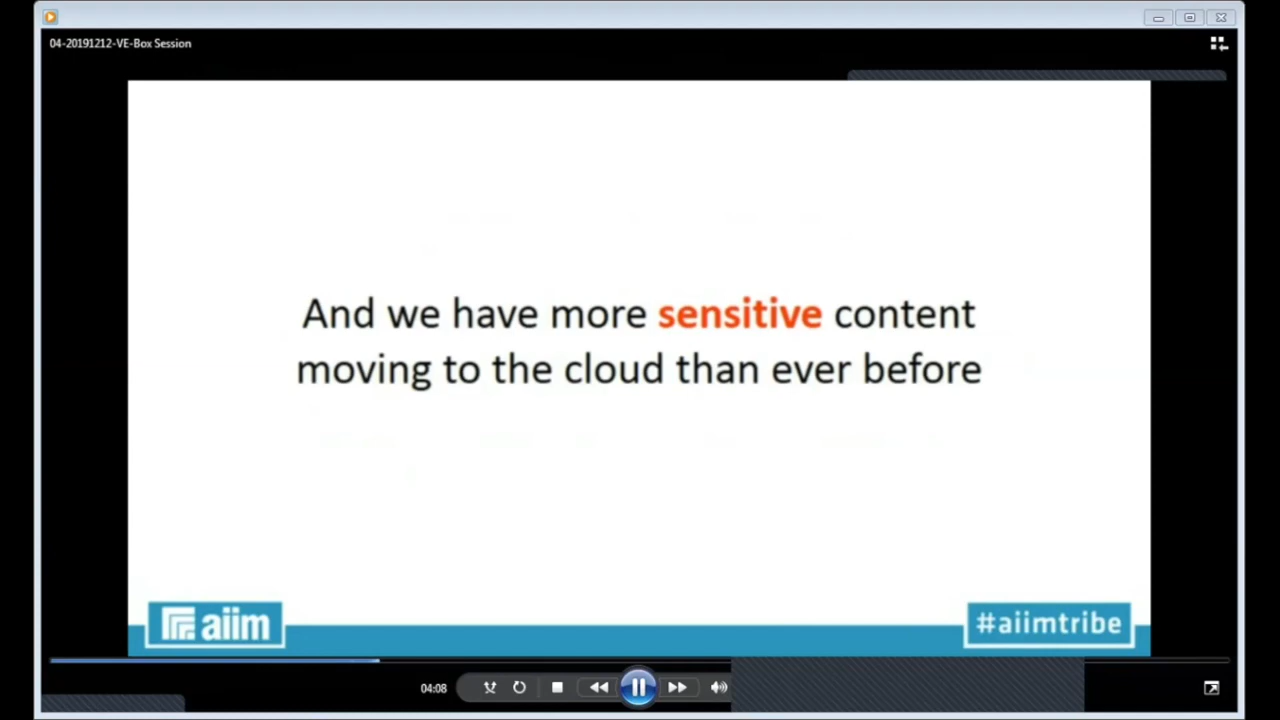 04-20191212-VE-Box Session
And we have more sensitive content
moving to the cloud than ever before
aiim
#aiimtribe
04:08